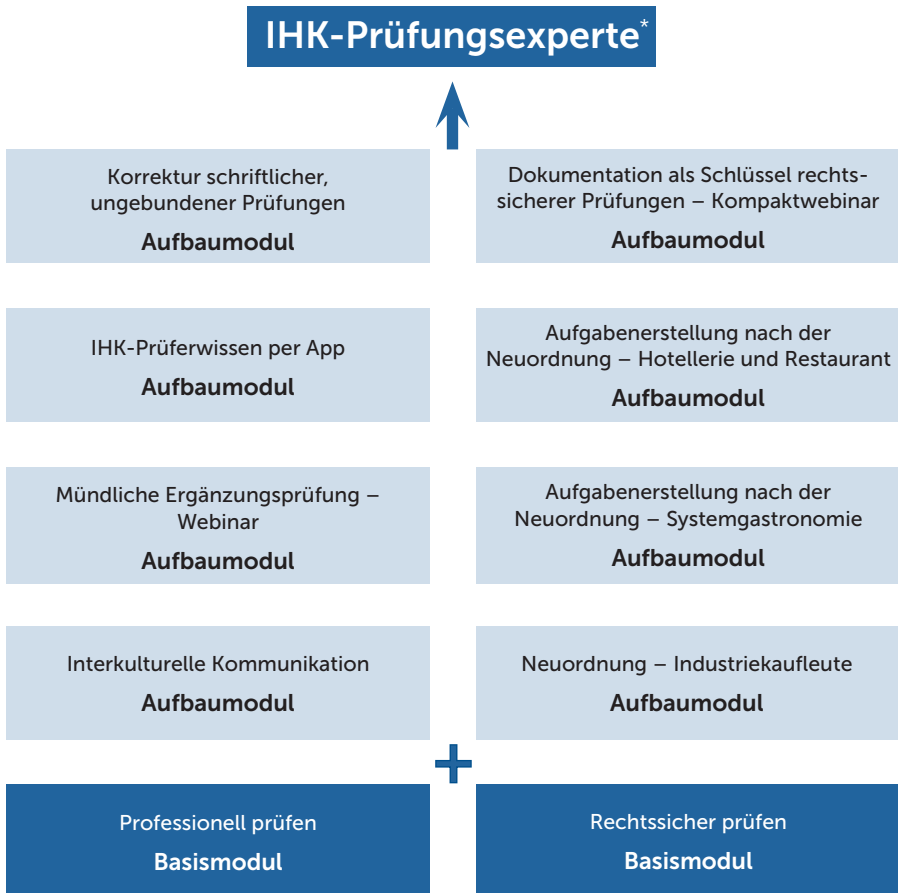 IHK-Prüfungsexperte*
Korrektur schriftlicher,
ungebundener Prüfungen
Aufbaumodul
Dokumentation als Schlüssel rechts-
sicherer Prüfungen – Kompaktwebinar
Aufbaumodul
IHK-Prüferwissen per App
Aufbaumodul
Aufgabenerstellung nach der
Neuordnung – Hotellerie und Restaurant
Aufbaumodul
Mündliche Ergänzungsprüfung –
Webinar
Aufbaumodul
Aufgabenerstellung nach der
Neuordnung – Systemgastronomie
Aufbaumodul
Interkulturelle Kommunikation
Aufbaumodul
Neuordnung – Industriekaufleute
Aufbaumodul
+
Professionell prüfen
Basismodul
Rechtssicher prüfen
Basismodul